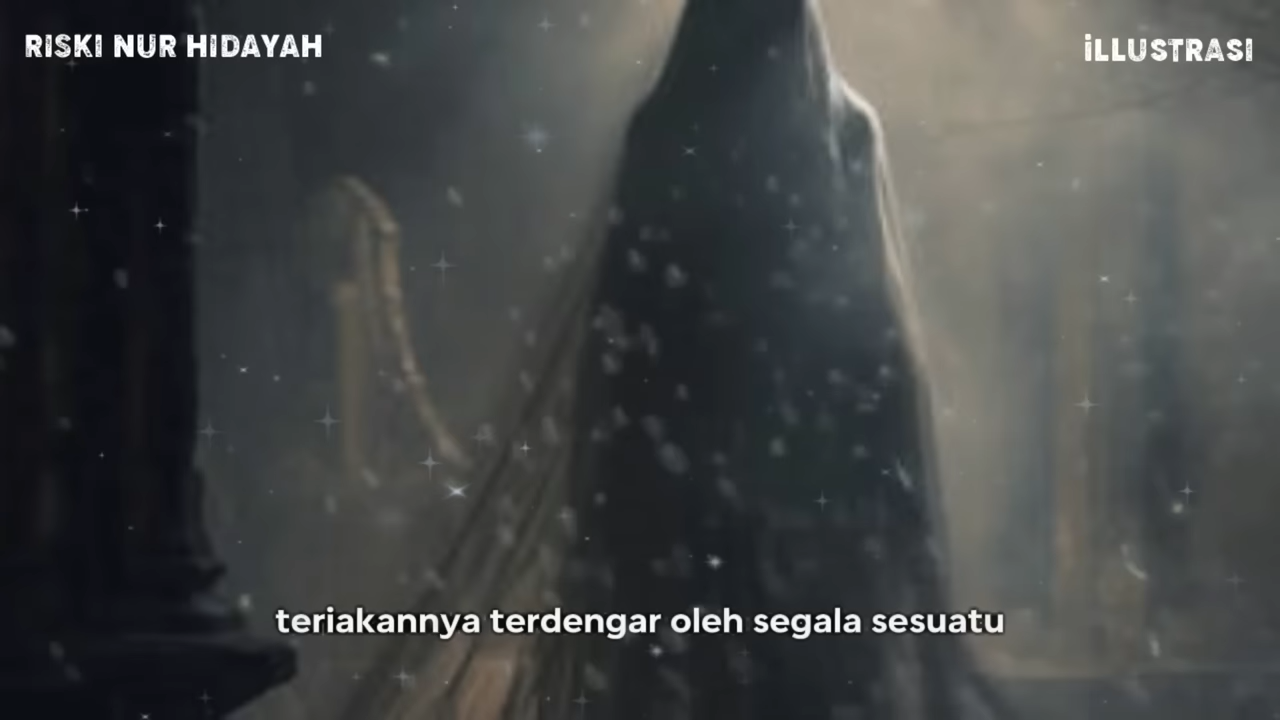 RISKI NUR HIDAYAH
İLLUSTRASI
teriakannya terdengar oleh segala sesuatu